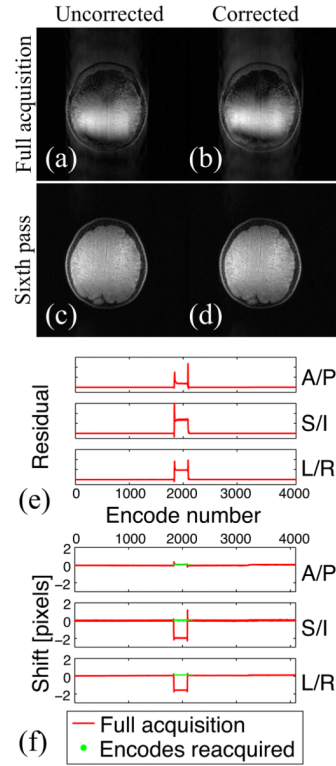 Uncorrected Corrected
Full acquisition
(a) (b)
Sixth pass
(c) (d)
A/P
S/I
L/R
Residual
0 1000 2000 3000 4000
(e) Encode number
0 1000 2000 3000 4000
2
0
-2
A/P
2
0
-2
S/I
2
0
-2
L/R
Shift [pixels]
(f)
Full acquisition
Encodes reacquired